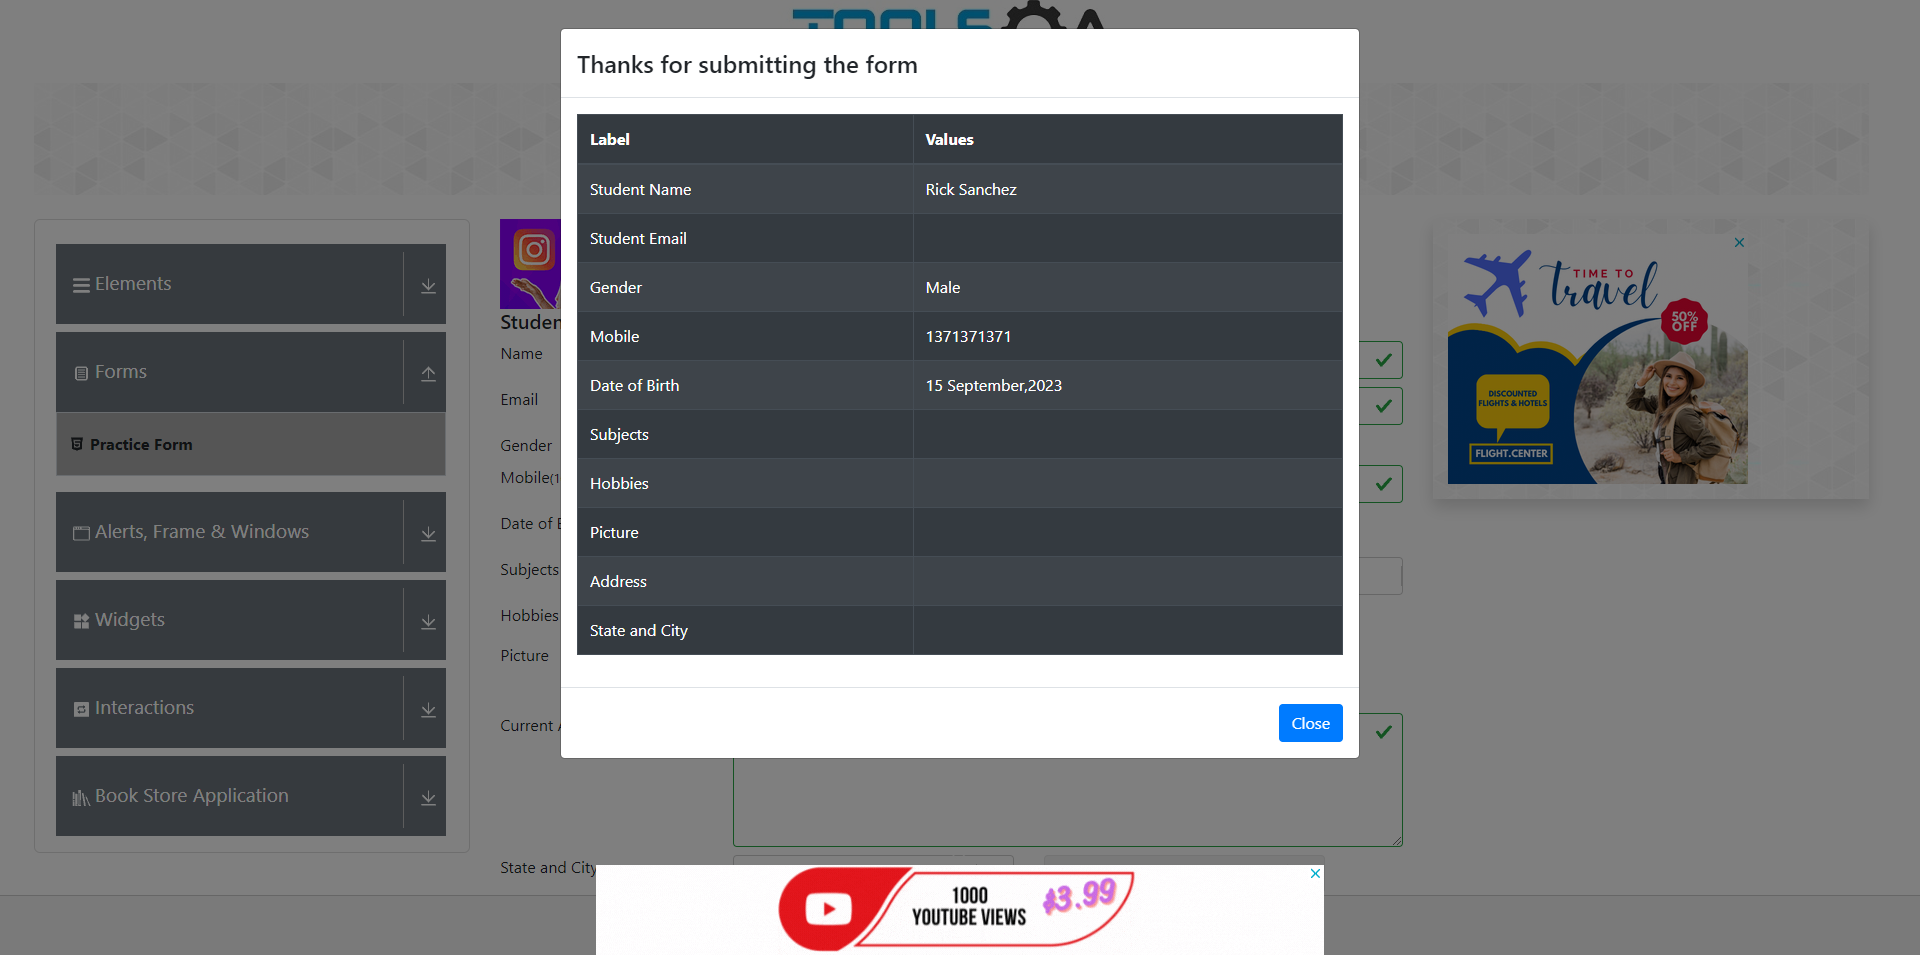 TOOLSQA
Thanks for submitting the form
Label Values
Student Name Rick Sanchez
Student Email
Gender Male
Mobile 1371371371
Date of Birth 15 September,2023
Subjects
Hobbies
Picture
Address
State and City
Close
Elements
Forms
Practice Form
Alerts, Frame & Windows
Widgets
Interactions
Book Store Application
Studen
Name
Email
Gender
Mobile(1
Date of B
Subjects
Hobbies
Picture
Current A
State and City
TIME TO
travel
50%
OFF
DISCOUNTED
FLIGHTS & HOTELS
FLIGHT.CENTER
1000
YOUTUBE VIEWS
$3.99